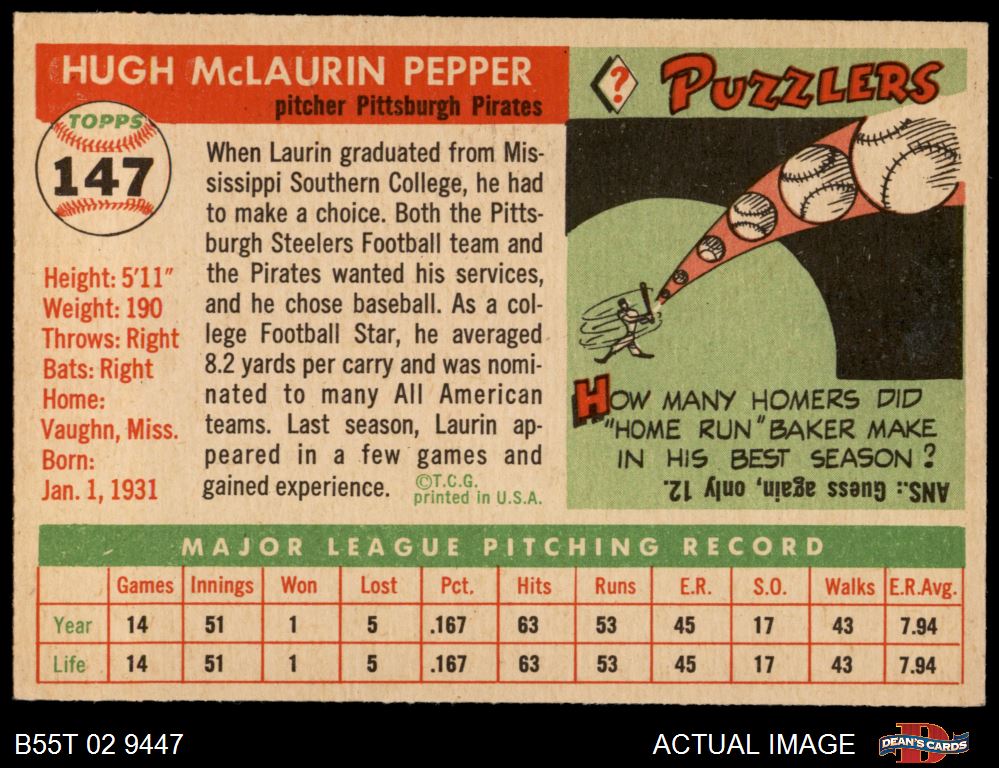 HUGH McLAURIN PEPPER
pitcher Pittsburgh Pirates
TOPPS
147
Height: 5'11"
Weight: 190
Throws: Right
Bats: Right
Home:
Vaughn, Miss.
Born:
Jan. 1, 1931
When Laurin graduated from Mis-
sissippi Southern College, he had
to make a choice. Both the Pitts-
burgh Steelers Football team and
the Pirates wanted his services,
and he chose baseball. As a col-
lege Football Star, he averaged
8.2 yards per carry and was nomi-
nated to many All American
teams. Last season, Laurin ap-
peared in a few games and
gained experience.
©T.C.G.
printed in U.S.A.
?
PUZZLERS
HOW MANY HOMERS DID
"HOME RUN" BAKER MAKE
IN HIS BEST SEASON?
ANS.: Guess again, only 12.
MAJOR LEAGUE PITCHING RECORD
Games Innings Won Lost Pct. Hits Runs E.R. S.O. Walks E.R.Avg.
Year 14 51 1 5 .167 63 53 45 17 43 7.94
Life 14 51 1 5 .167 63 53 45 17 43 7.94
B55T 02 9447
ACTUAL IMAGE
DEAN'S CARDS